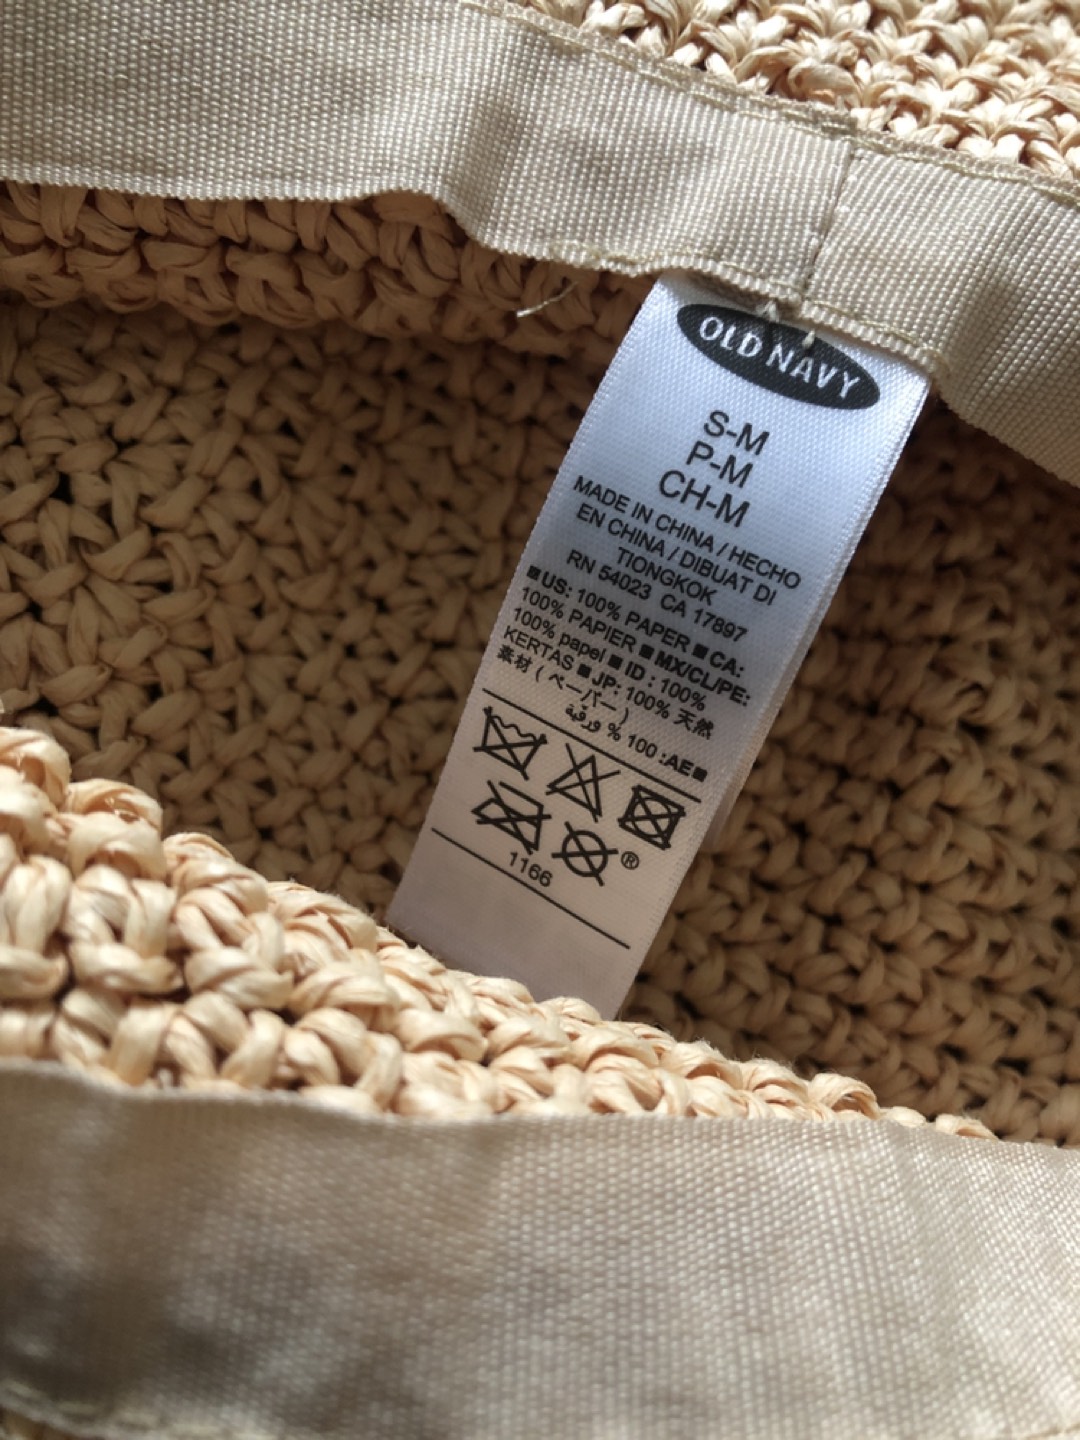 OLD NAVY
S-M
P-M
CH-M
MADE IN CHINA / HECHO
EN CHINA / DIBUAT DI
TIONGKOK
RN 54023 CA 17897
■US: 100% PAPER ■CA:
100% PAPIER ■MX/CL/PE:
100% papel ■ID : 100%
KERTAS ■JP: 100% 天然
素材 ( ペーパー )
■AE: 100 % ورقية
®
1166